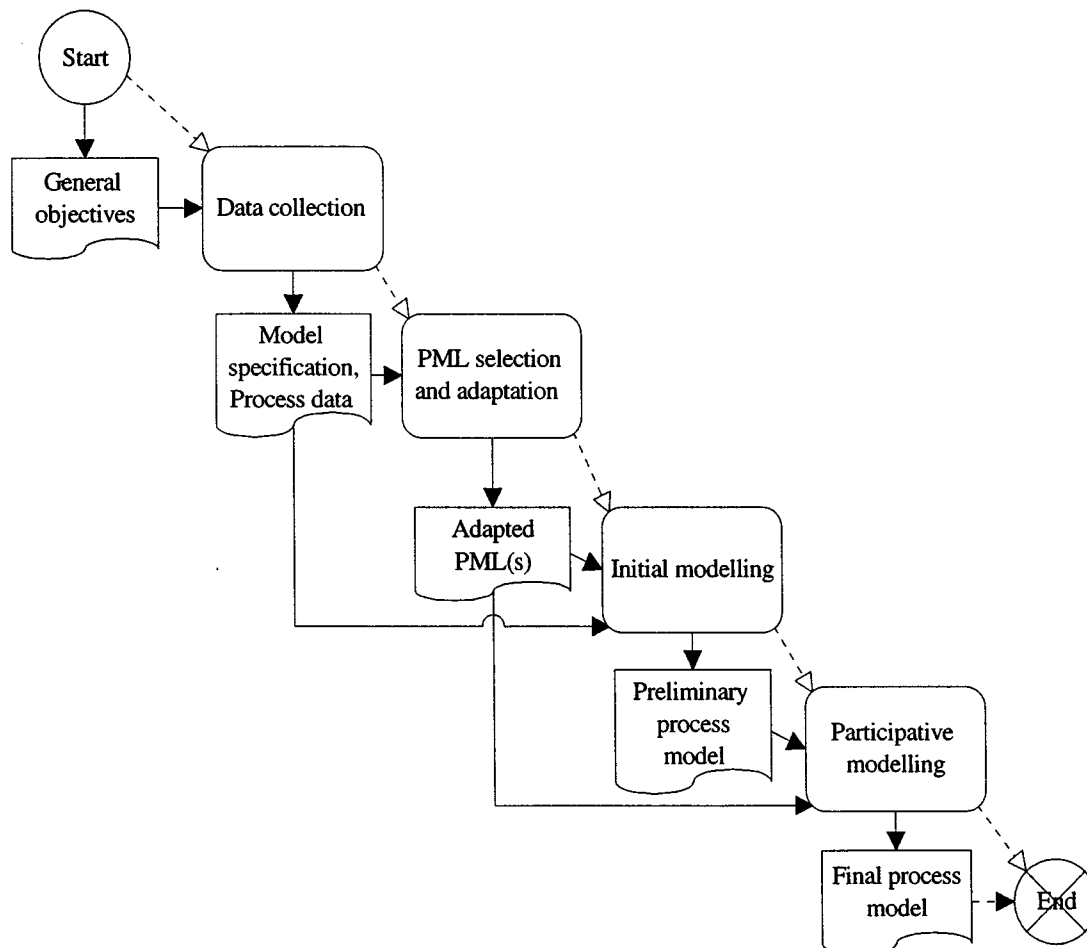 Start
General
objectives
Data collection
Model
specification,
Process data
PML selection
and adaptation
Adapted
PML(s)
Initial modelling
Preliminary
process
model
Participative
modelling
Final process
model
End